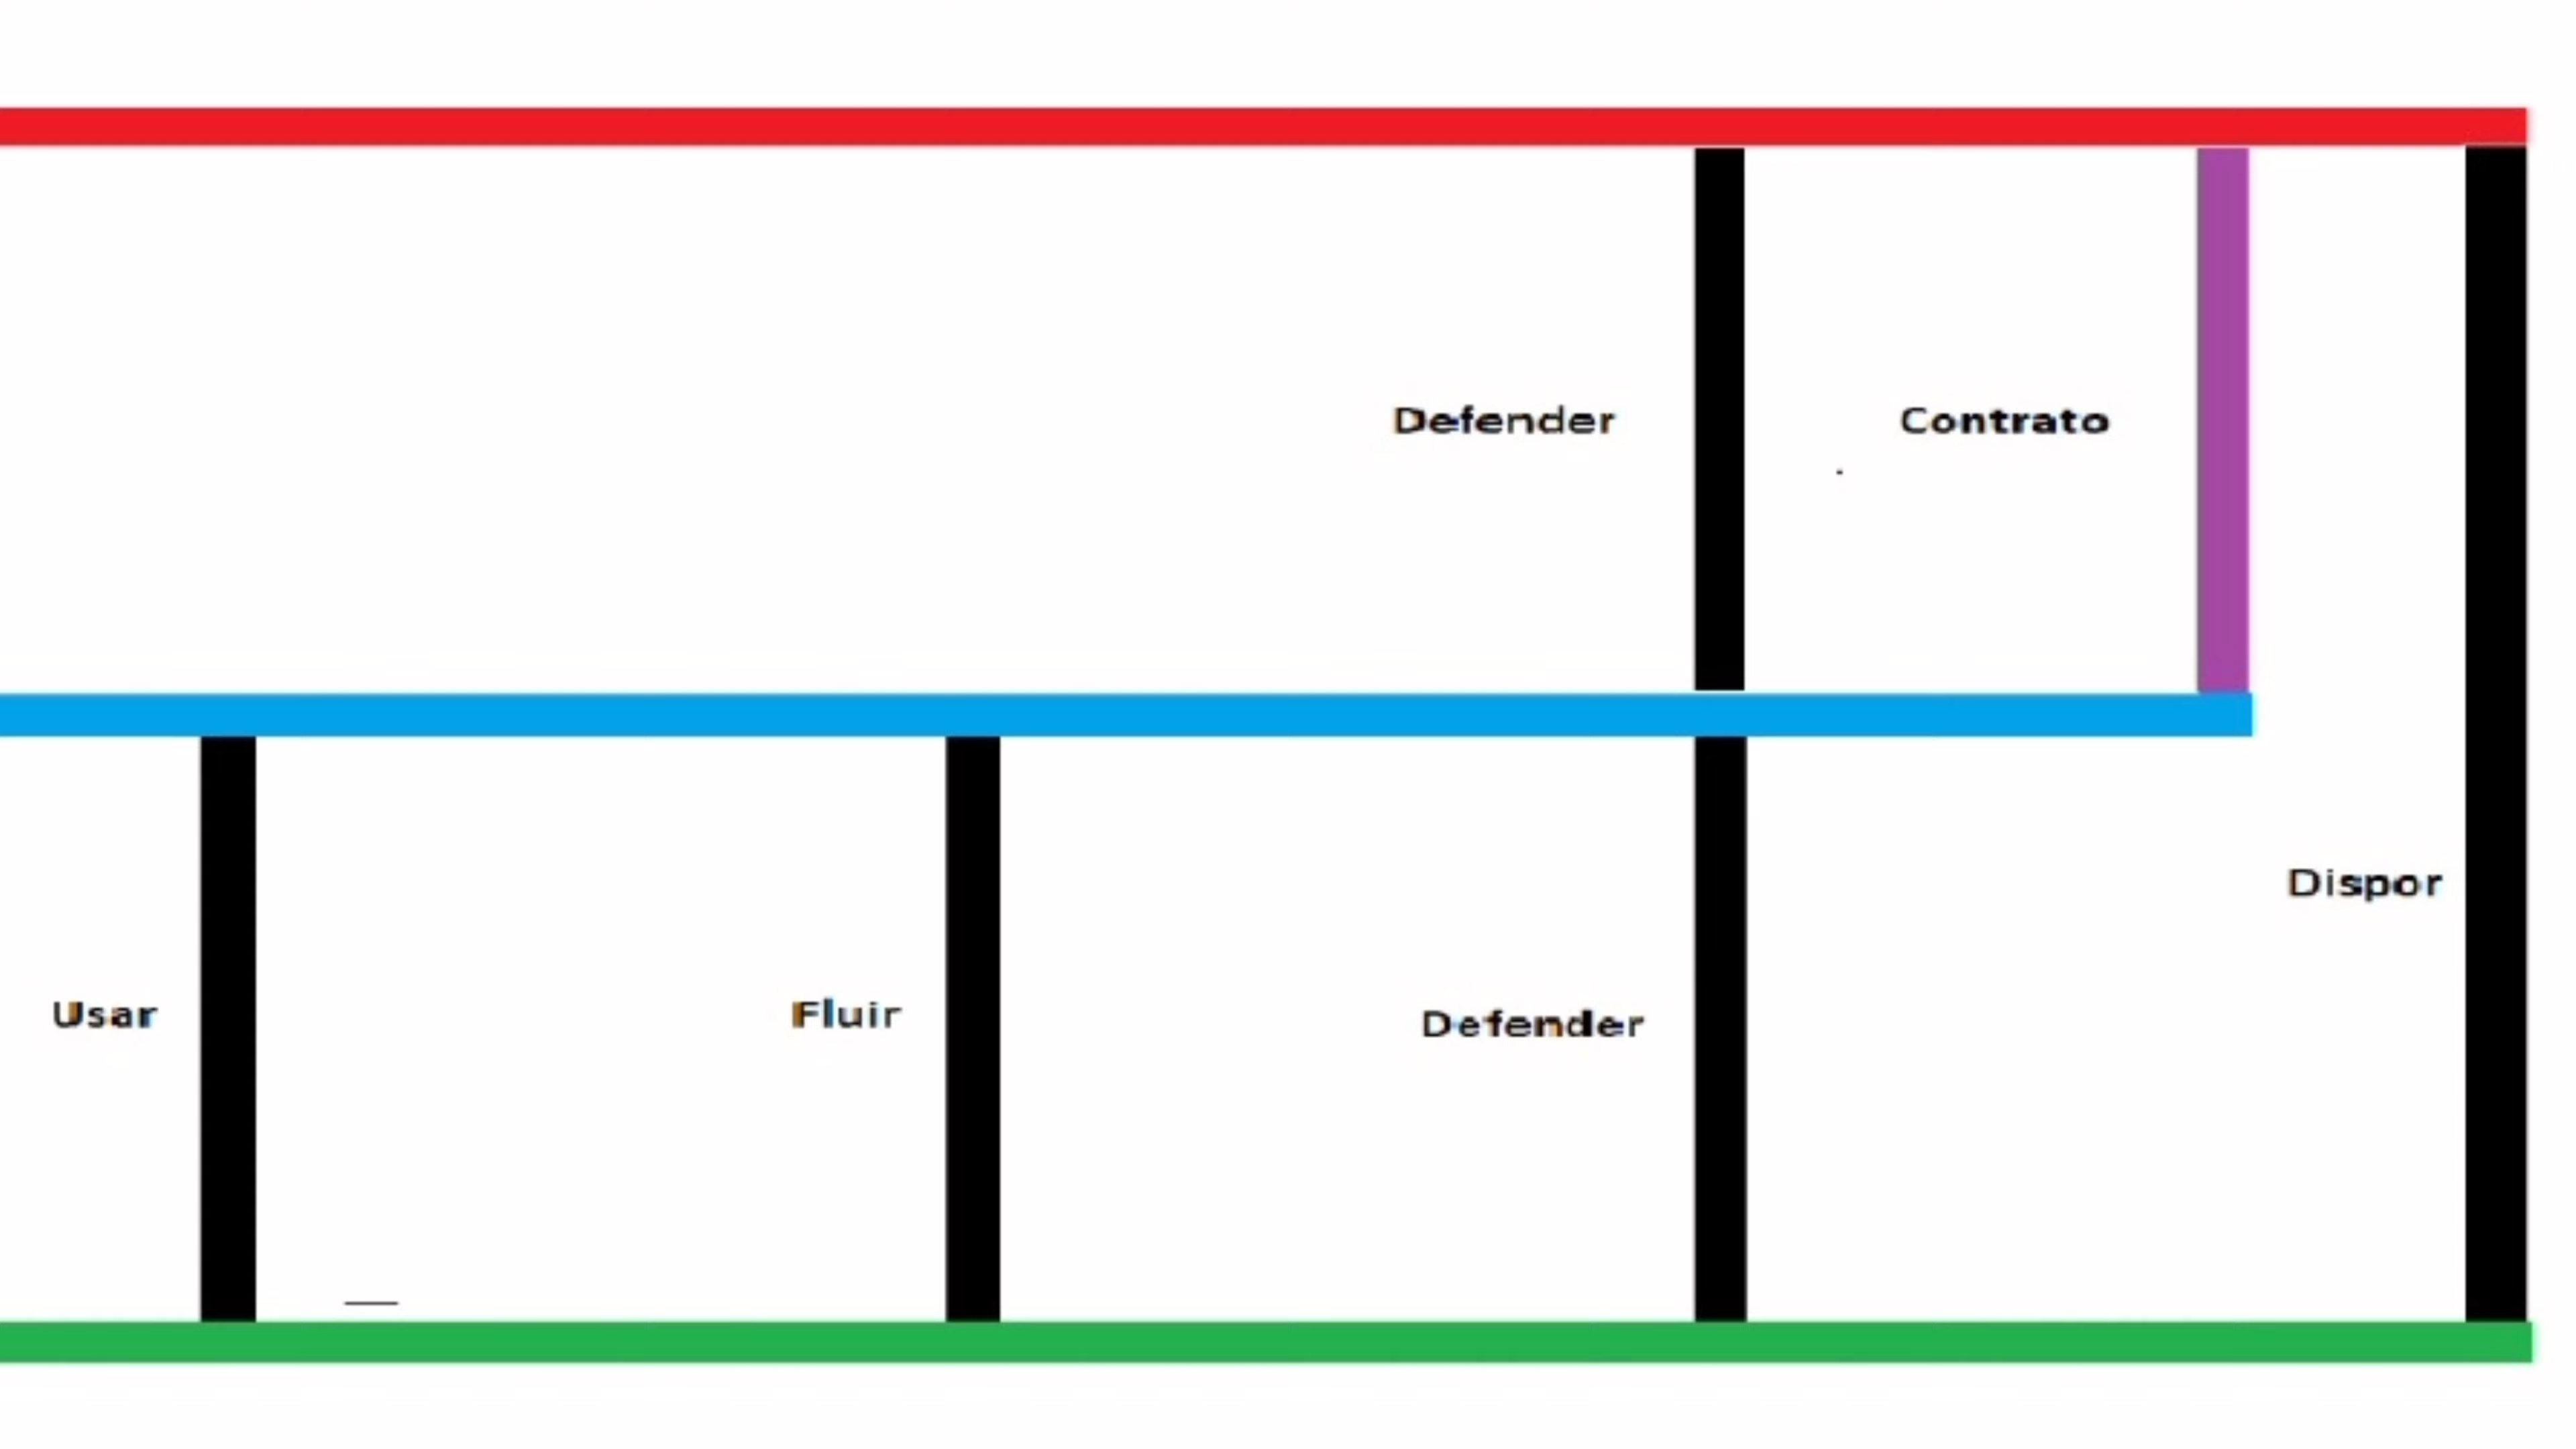 Defender
Contrato
Dispor
Usar
Fluir
Defender